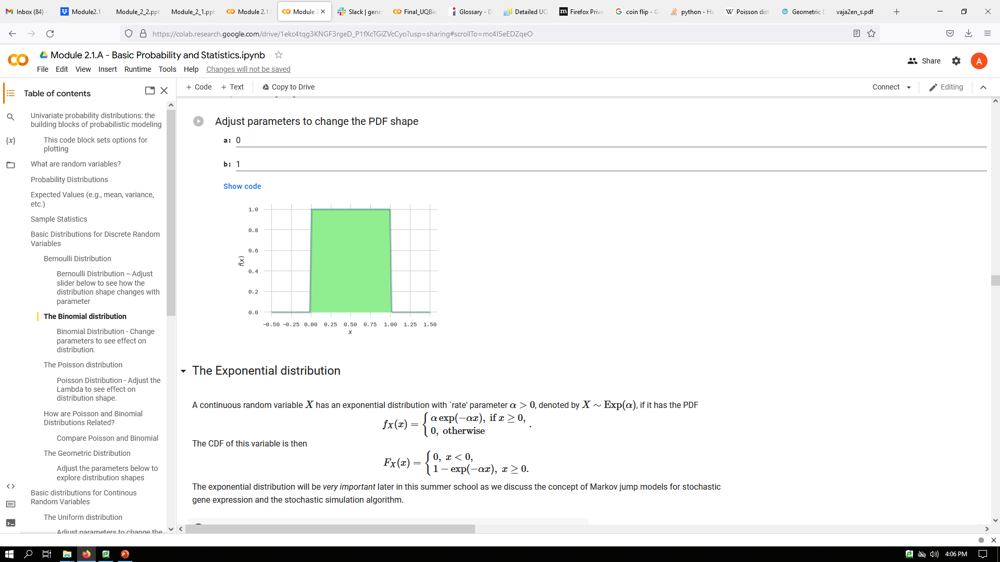 Inbox (84) -
Module2.1 -
Module_2_2.ppt
Module_2_1.ppt
Module 2.1.
Module 2
Slack | gene
Final_UQBio
Glossary - D
Detailed UQ
Firefox Priva
coin flip - G
python - Ho
Poisson dist
Geometric D
vaja2en_s.pdf
https://colab.research.google.com/drive/1ekc4tqg3KNGF3rgeD_P1fXcTGiZVcCyo?usp=sharing#scrollTo=mc4I5eEDZqeO
Module 2.1.A - Basic Probability and Statistics.ipynb
File Edit View Insert Runtime Tools Help Changes will not be saved
Share
A
+ Code + Text Copy to Drive
Connect
Editing
Table of contents
Univariate probability distributions: the
building blocks of probabilistic modeling
This code block sets options for
plotting
What are random variables?
Probability Distributions
Expected Values (e.g., mean, variance,
etc.)
Sample Statistics
Basic Distributions for Discrete Random
Variables
Bernoulli Distribution
Bernoulli Distribution – Adjust
slider below to see how the
distribution shape changes with
parameter
The Binomial distribution
Binomial Distribution - Change
parameters to see effect on
distribution.
The Poisson distribution
Poisson Distribution - Adjust the
Lambda to see effect on
distribution shape.
How are Poisson and Binomial
Distributions Related?
Compare Poisson and Binomial
The Geometric Distribution
Adjust the parameters below to
explore distribution shapes
Basic distributions for Continous
Random Variables
The Uniform distribution
Adjust parameters to change the
Adjust parameters to change the PDF shape
a: 0
b: 1
Show code
1.0
0.8
0.6
0.4
0.2
0.0
f(x)
−0.50 −0.25 0.00 0.25 0.50 0.75 1.00 1.25 1.50
x
The Exponential distribution
A continuous random variable X has an exponential distribution with `rate' parameter α > 0, denoted by X ∼ Exp(α), if it has the PDF
f_X(x) = { α exp(−αx), if x ≥ 0,
0, otherwise .
The CDF of this variable is then
F_X(x) = { 0, x < 0,
1 − exp(−αx), x ≥ 0.
The exponential distribution will be very important later in this summer school as we discuss the concept of Markov jump models for stochastic
gene expression and the stochastic simulation algorithm.
4:06 PM